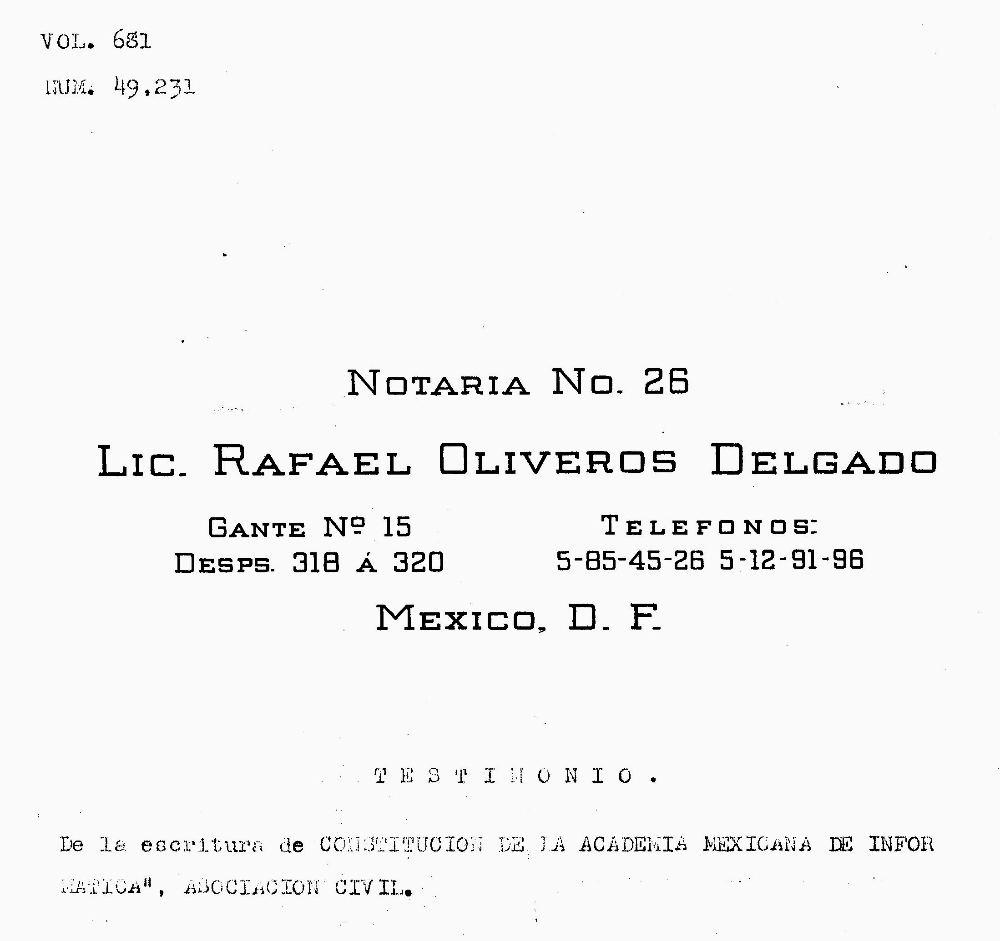 VOL. 681
NUM. 49,231
NOTARIA NO. 26
LIC. RAFAEL OLIVEROS DELGADO
GANTE Nº 15
DESPS. 318 Á 320
TELEFONOS:
5-85-45-26 5-12-91-96
MEXICO, D. F.
T E S T I M O N I O .
De la escritura de CONSTITUCION DE LA ACADEMIA MEXICANA DE INFOR
MATICA", ASOCIACION CIVIL.